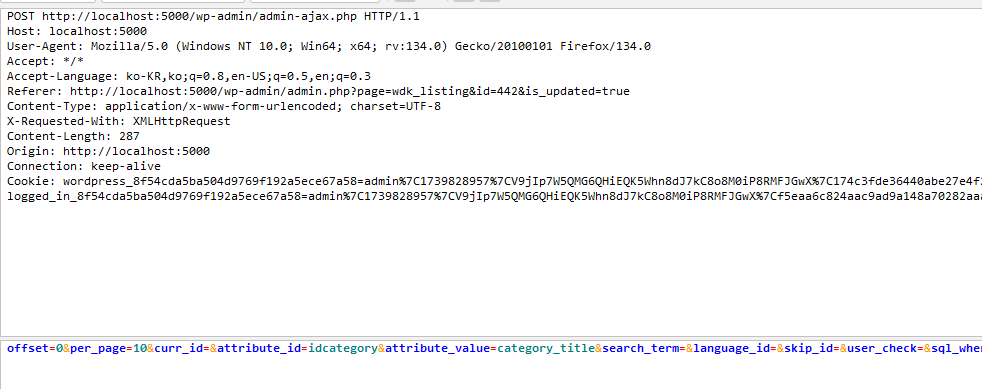 POST http://localhost:5000/wp-admin/admin-ajax.php HTTP/1.1
Host: localhost:5000
User-Agent: Mozilla/5.0 (Windows NT 10.0; Win64; x64; rv:134.0) Gecko/20100101 Firefox/134.0
Accept: */*
Accept-Language: ko-KR,ko;q=0.8,en-US;q=0.5,en;q=0.3
Referer: http://localhost:5000/wp-admin/admin.php?page=wdk_listing&id=442&is_updated=true
Content-Type: application/x-www-form-urlencoded; charset=UTF-8
X-Requested-With: XMLHttpRequest
Content-Length: 287
Origin: http://localhost:5000
Connection: keep-alive
Cookie: wordpress_8f54cda5ba504d9769f192a5ece67a58=admin%7C1739828957%7CV9jIp7W5QMG6QHiEQK5Whn8dJ7kC8o8M0iP8RMFJGwX%7C174c3fde36440abe27e4f
logged_in_8f54cda5ba504d9769f192a5ece67a58=admin%7C1739828957%7CV9jIp7W5QMG6QHiEQK5Whn8dJ7kC8o8M0iP8RMFJGwX%7Cf5eaa6c824aac9ad9a148a70282aa
offset=0&per_page=10&curr_id=&attribute_id=idcategory&attribute_value=category_title&search_term=&language_id=&skip_id=&user_check=&sql_whe